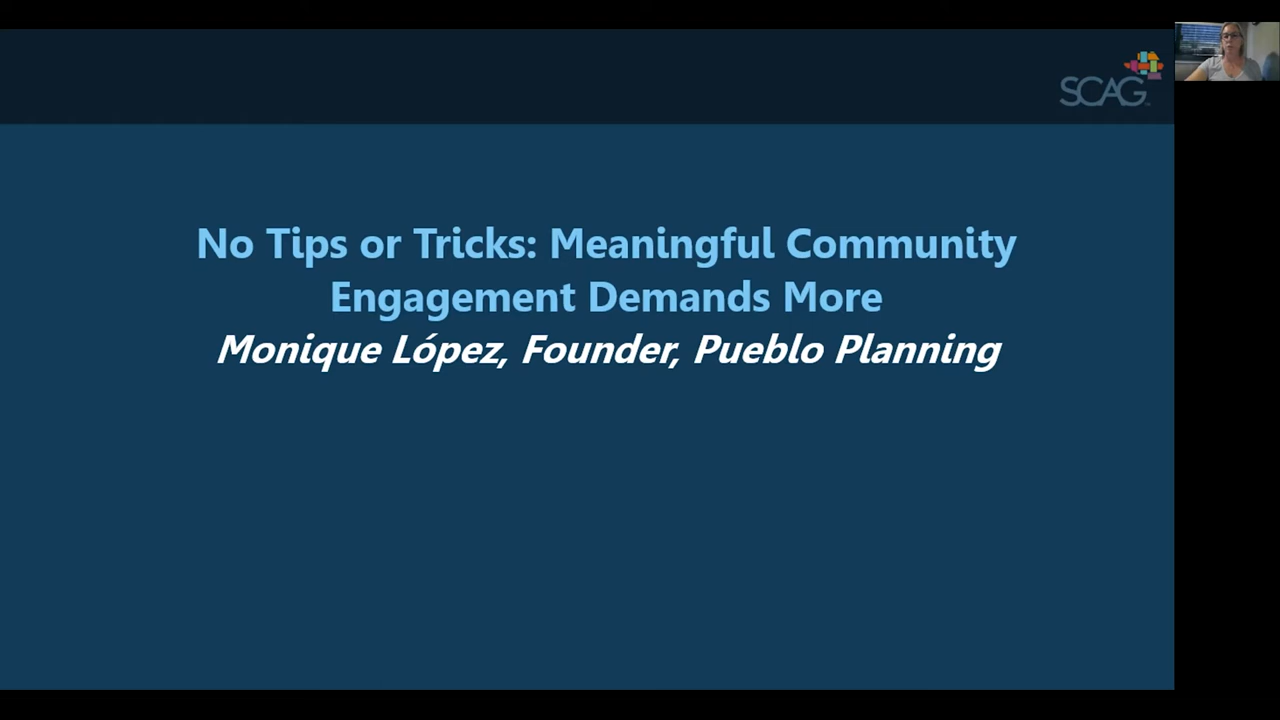 SCAG
No Tips or Tricks: Meaningful Community
Engagement Demands More
Monique López, Founder, Pueblo Planning